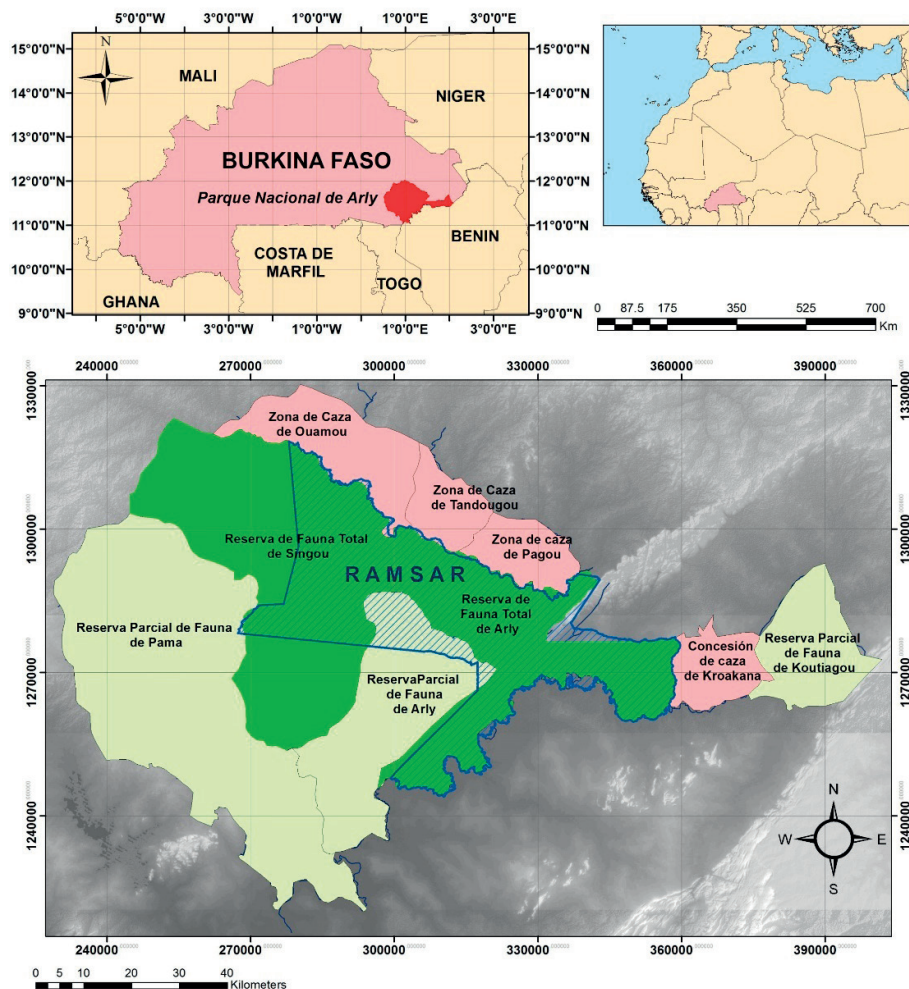 5°0'0"W 3°0'0"W 1°0'0"W 1°0'0"E 3°0'0"E
15°0'0"N
14°0'0"N
13°0'0"N
12°0'0"N
11°0'0"N
10°0'0"N
9°0'0"N
N
MALI
NIGER
BURKINA FASO
Parque Nacional de Arly
BENIN
COSTA DE
MARFIL
TOGO
GHANA
15°0'0"N
14°0'0"N
13°0'0"N
12°0'0"N
11°0'0"N
10°0'0"N
9°0'0"N
5°0'0"W 3°0'0"W 1°0'0"W 1°0'0"E 3°0'0"E
0 87.5 175 350 525 700
Km
240000 270000 300000 330000 360000 390000
1330000
1300000
1270000
1240000
Zona de Caza
de Ouamou
Zona de Caza
de Tandougou
Zona de caza
de Pagou
Reserva de Fauna Total
de Singou
RAMSAR
Reserva de
Fauna Total
de Arly
Reserva Parcial de Fauna
de Pama
ReservaParcial
de Fauna
de Arly
Concesión
de caza
de Kroakana
Reserva Parcial
de Fauna
de Koutiagou
N
W E
S
1330000
1300000
1270000
1240000
240000 270000 300000 330000 360000 390000
0 5 10 20 30 40
Kilometers